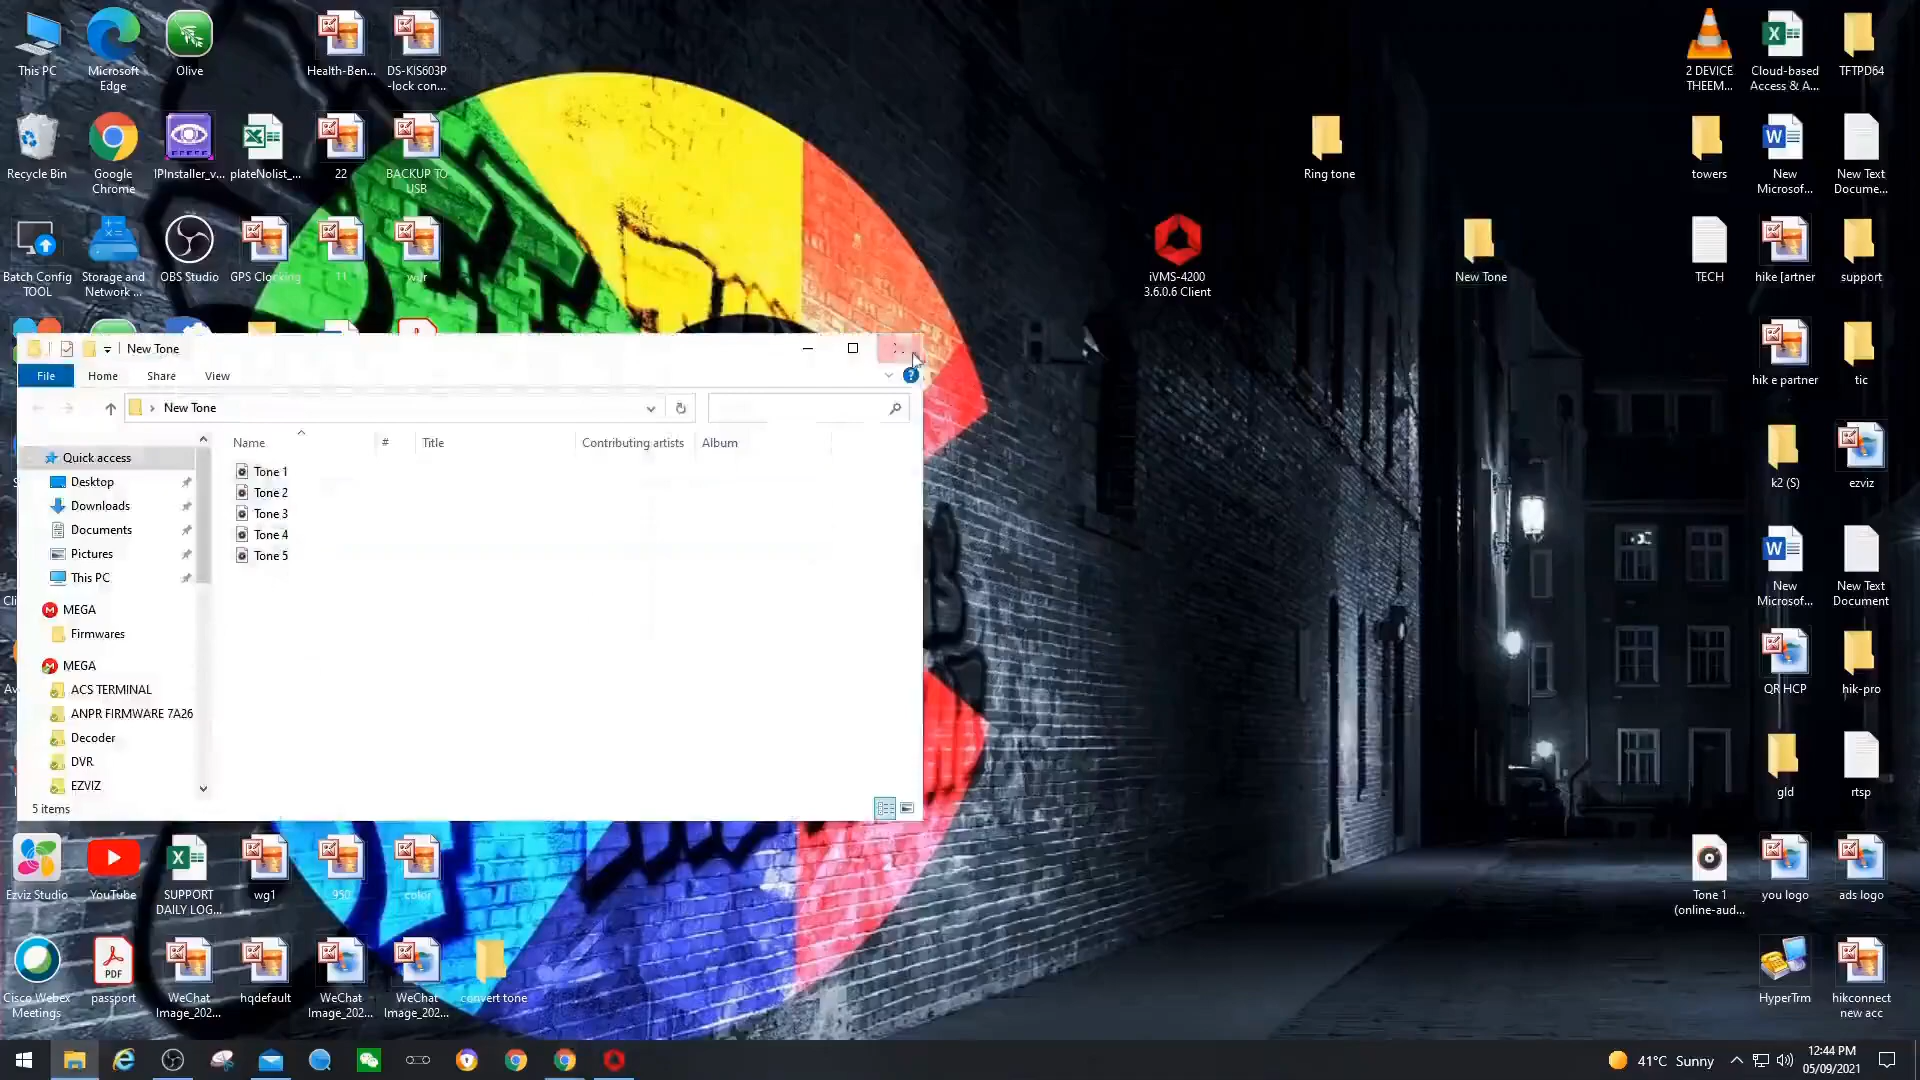 This PC
Microsoft
Edge
Olive
Health-Ben...
DS-KIS603P
-lock con...
2 DEVICE
THEEM...
Cloud-based
Access & A...
TFTPD64
Recycle Bin
Google
Chrome
IPInstaller_v...
plateNolist_...
22
BACKUP TO
USB
Ring tone
towers
New
Microsof...
New Text
Docume...
Batch Config
TOOL
Storage and
Network ...
OBS Studio
GPS Clocking
11
wdr
iVMS-4200
3.6.0.6 Client
New Tone
TECH
hike [artner
support
New Tone
File
Home
Share
View
New Tone
Name
#
Title
Contributing artists
Album
Quick access
Desktop
Downloads
Documents
Pictures
This PC
MEGA
Firmwares
MEGA
ACS TERMINAL
ANPR FIRMWARE 7A26
Decoder
DVR
EZVIZ
Tone 1
Tone 2
Tone 3
Tone 4
Tone 5
5 items
hik e partner
tic
k2 (S)
ezviz
New
Microsof...
New Text
Document
QR HCP
hik-pro
gld
rtsp
Ezviz Studio
YouTube
SUPPORT
DAILY LOG...
wg1
950
color
Tone 1
(online-aud...
you logo
ads logo
Cisco Webex
Meetings
PDF
passport
WeChat
Image_202...
hqdefault
WeChat
Image_202...
WeChat
Image_202...
convert tone
HyperTrm
hikconnect
new acc
41°C Sunny
12:44 PM
05/09/2021